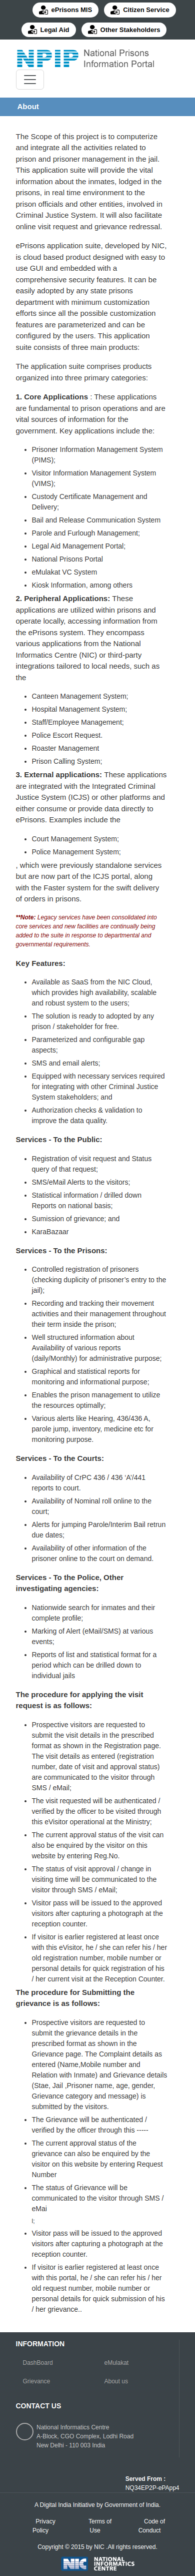 ePrisons MIS
Citizen Service
Legal Aid
Other Stakeholders
NPIP National Prisons
Information Portal
About
The Scope of this project is to computerize
and integrate all the activities related to
prison and prisoner management in the jail.
This application suite will provide the vital
information about the inmates, lodged in the
prisons, in real time environment to the
prison officials and other entities, involved in
Criminal Justice System. It will also facilitate
online visit request and grievance redressal.
ePrisons application suite, developed by NIC,
is cloud based product designed with easy to
use GUI and embedded with a
comprehensive security features. It can be
easily adopted by any state prisons
department with minimum customization
efforts since all the possible customization
features are parameterized and can be
configured by the users. This application
suite consists of three main products:
The application suite comprises products
organized into three primary categories:
1. Core Applications : These applications
are fundamental to prison operations and are
vital sources of information for the
government. Key applications include the:
Prisoner Information Management System
(PIMS);
Visitor Information Management System
(VIMS);
Custody Certificate Management and
Delivery;
Bail and Release Communication System
Parole and Furlough Management;
Legal Aid Management Portal;
National Prisons Portal
eMulakat VC System
Kiosk Information, among others
2. Peripheral Applications: These
applications are utilized within prisons and
operate locally, accessing information from
the ePrisons system. They encompass
various applications from the National
Informatics Centre (NIC) or third-party
integrations tailored to local needs, such as
the
Canteen Management System;
Hospital Management System;
Staff/Employee Management;
Police Escort Request.
Roaster Management
Prison Calling System;
3. External applications: These applications
are integrated with the Integrated Criminal
Justice System (ICJS) or other platforms and
either consume or provide data directly to
ePrisons. Examples include the
Court Management System;
Police Management System;
, which were previously standalone services
but are now part of the ICJS portal, along
with the Faster system for the swift delivery
of orders in prisons.
**Note: Legacy services have been consolidated into
core services and new facilities are continually being
added to the suite in response to departmental and
governmental requirements.
Key Features:
Available as SaaS from the NIC Cloud,
which provides high availability, scalable
and robust system to the users;
The solution is ready to adopted by any
prison / stakeholder for free.
Parameterized and configurable gap
aspects;
SMS and email alerts;
Equipped with necessary services required
for integrating with other Criminal Justice
System stakeholders; and
Authorization checks & validation to
improve the data quality.
Services - To the Public:
Registration of visit request and Status
query of that request;
SMS/eMail Alerts to the visitors;
Statistical information / drilled down
Reports on national basis;
Sumission of grievance; and
KaraBazaar
Services - To the Prisons:
Controlled registration of prisoners
(checking duplicity of prisoner's entry to the
jail);
Recording and tracking their movement
activities and their management throughout
their term inside the prison;
Well structured information about
Availability of various reports
(daily/Monthly) for administrative purpose;
Graphical and statistical reports for
monitoring and informational purpose;
Enables the prison management to utilize
the resources optimally;
Various alerts like Hearing, 436/436 A,
parole jump, inventory, medicine etc for
monitoring purpose.
Services - To the Courts:
Availability of CrPC 436 / 436 'A'/441
reports to court.
Availability of Nominal roll online to the
court;
Alerts for jumping Parole/Interim Bail retrun
due dates;
Availability of other information of the
prisoner online to the court on demand.
Services - To the Police, Other
investigating agencies:
Nationwide search for inmates and their
complete profile;
Marking of Alert (eMail/SMS) at various
events;
Reports of list and statistical format for a
period which can be drilled down to
individual jails
The procedure for applying the visit
request is as follows:
Prospective visitors are requested to
submit the visit details in the prescribed
format as shown in the Registration page.
The visit details as entered (registration
number, date of visit and approval status)
are communicated to the visitor through
SMS / eMail;
The visit requested will be authenticated /
verified by the officer to be visited through
this eVisitor operational at the Ministry;
The current approval status of the visit can
also be enquired by the visitor on this
website by entering Reg.No.
The status of visit approval / change in
visiting time will be communicated to the
visitor through SMS / eMail;
Visitor pass will be issued to the approved
visitors after capturing a photograph at the
reception counter.
If visitor is earlier registered at least once
with this eVisitor, he / she can refer his / her
old registration number, mobile number or
personal details for quick registration of his
/ her current visit at the Reception Counter.
The procedure for Submitting the
grievance is as follows:
Prospective visitors are requested to
submit the grievance details in the
prescribed format as shown in the
Grievance page. The Complaint details as
entered (Name,Mobile number and
Relation with Inmate) and Grievance details
(Stae, Jail ,Prisoner name, age, gender,
Grievance category and message) is
submitted by the visitors.
The Grievance will be authenticated /
verified by the officer through this -----
The current approval status of the
grievance can also be enquired by the
visitor on this website by entering Request
Number
The status of Grievance will be
communicated to the visitor through SMS /
eMai
l;
Visitor pass will be issued to the approved
visitors after capturing a photograph at the
reception counter.
If visitor is earlier registered at least once
with this portal, he / she can refer his / her
old request number, mobile number or
personal details for quick submission of his
/ her grievance..
INFORMATION
DashBoard eMulakat
Grievance About us
CONTACT US
National Informatics Centre
A-Block, CGO Complex, Lodhi Road
New Delhi - 110 003 India
Served From :
NQ34EP2P-ePApp4
A Digital India Initiative by Government of India.
Privacy Terms of Code of
Policy Use Conduct
Copyright © 2015 by NIC .All rights reserved.
NIC NATIONAL
INFORMATICS
CENTRE